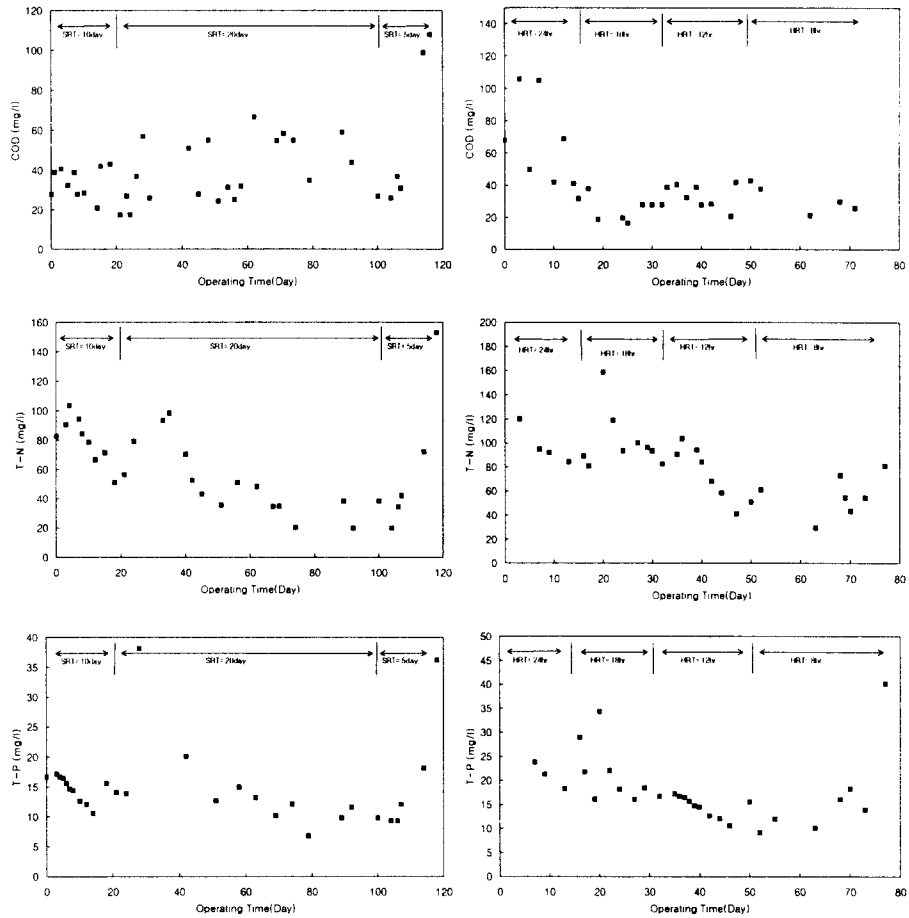 120
100
80
60
40
20
0
COD (mg/l)
SRT=10day
SRT=20day
SRT=5day
0 20 40 60 80 100 120
Operating Time(Day)
140
120
100
80
60
40
20
0
COD (mg/l)
HRT=24hr
HRT=18hr
HRT=12hr
HRT=8hr
0 10 20 30 40 50 60 70 80
Operating Time(Day)
160
140
120
100
80
60
40
20
0
T-N (mg/l)
SRT=10day
SRT=20day
SRT=5day
0 20 40 60 80 100 120
Operating Time(Day)
200
180
160
140
120
100
80
60
40
20
0
T-N (mg/l)
HRT=24hr
HRT=18hr
HRT=12hr
HRT=8hr
0 10 20 30 40 50 60 70 80
Operating Time(Day)
40
35
30
25
20
15
10
5
0
T-P (mg/l)
SRT=10day
SRT=20day
SRT=5day
0 20 40 60 80 100 120
Operating Time(Day)
50
45
40
35
30
25
20
15
10
5
0
T-P (mg/l)
HRT=24hr
HRT=18hr
HRT=12hr
HRT=8hr
0 10 20 30 40 50 60 70 80
Operating Time(Day)